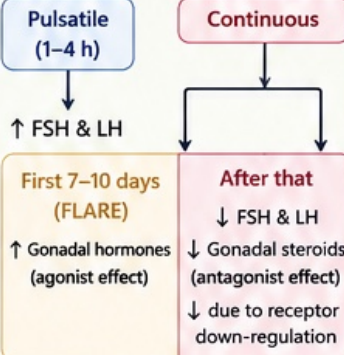 Pulsatile
(1–4 h)
Continuous
↑ FSH & LH
First 7–10 days
(FLARE)
↑ Gonadal hormones
(agonist effect)
After that
↓ FSH & LH
↓ Gonadal steroids
(antagonist effect)
↓ due to receptor
down-regulation